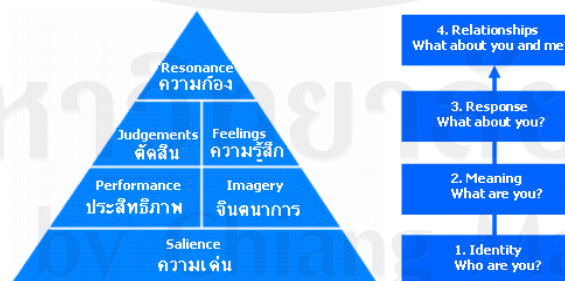 Resonance
ความก้อง
Judgements
ตัดสิน
Feelings
ความรู้สึก
Performance
ประสิทธิภาพ
Imagery
จินตนาการ
Salience
ความเด่น
4. Relationships
What about you and me
3. Response
What about you?
2. Meaning
What are you?
1. Identity
Who are you?
by Chiang Ma